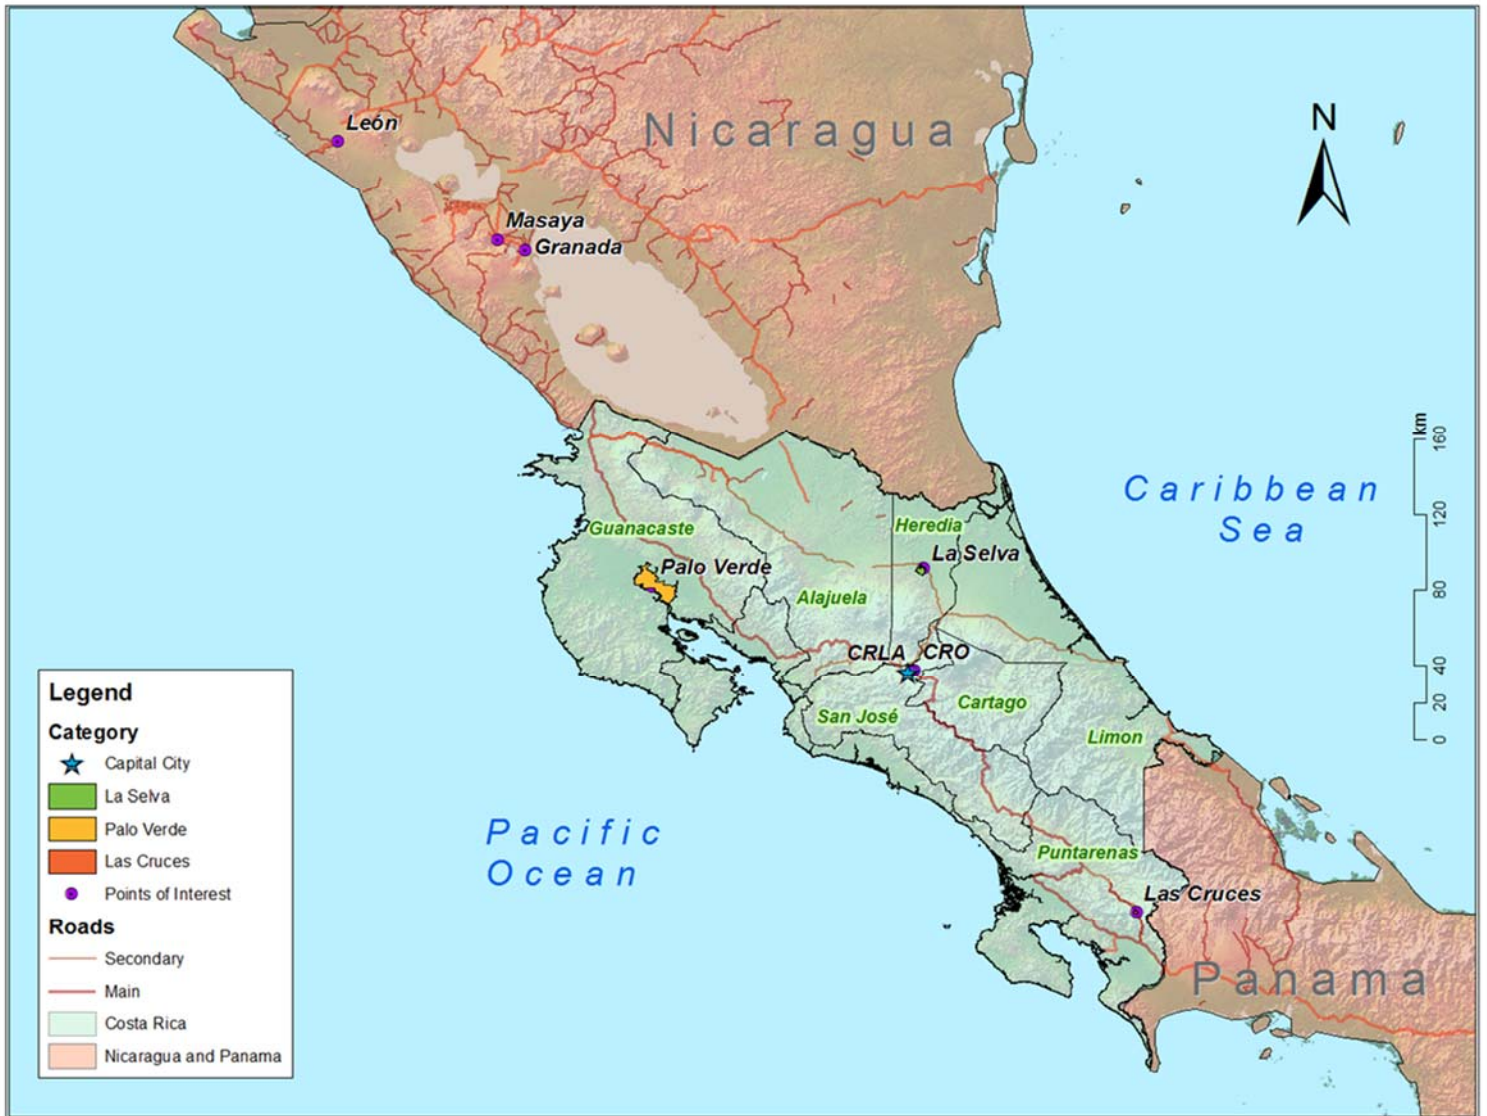 N
León
Nicaragua
Masaya
Granada
km
160
120
80
40
20
0
Caribbean
Sea
Guanacaste
Heredia
La Selva
Palo Verde
Alajuela
CRLA
CRO
Cartago
San José
Limon
Pacific
Ocean
Puntarenas
Las Cruces
Panama
Legend
Category
Capital City
La Selva
Palo Verde
Las Cruces
Points of Interest
Roads
Secondary
Main
Costa Rica
Nicaragua and Panama